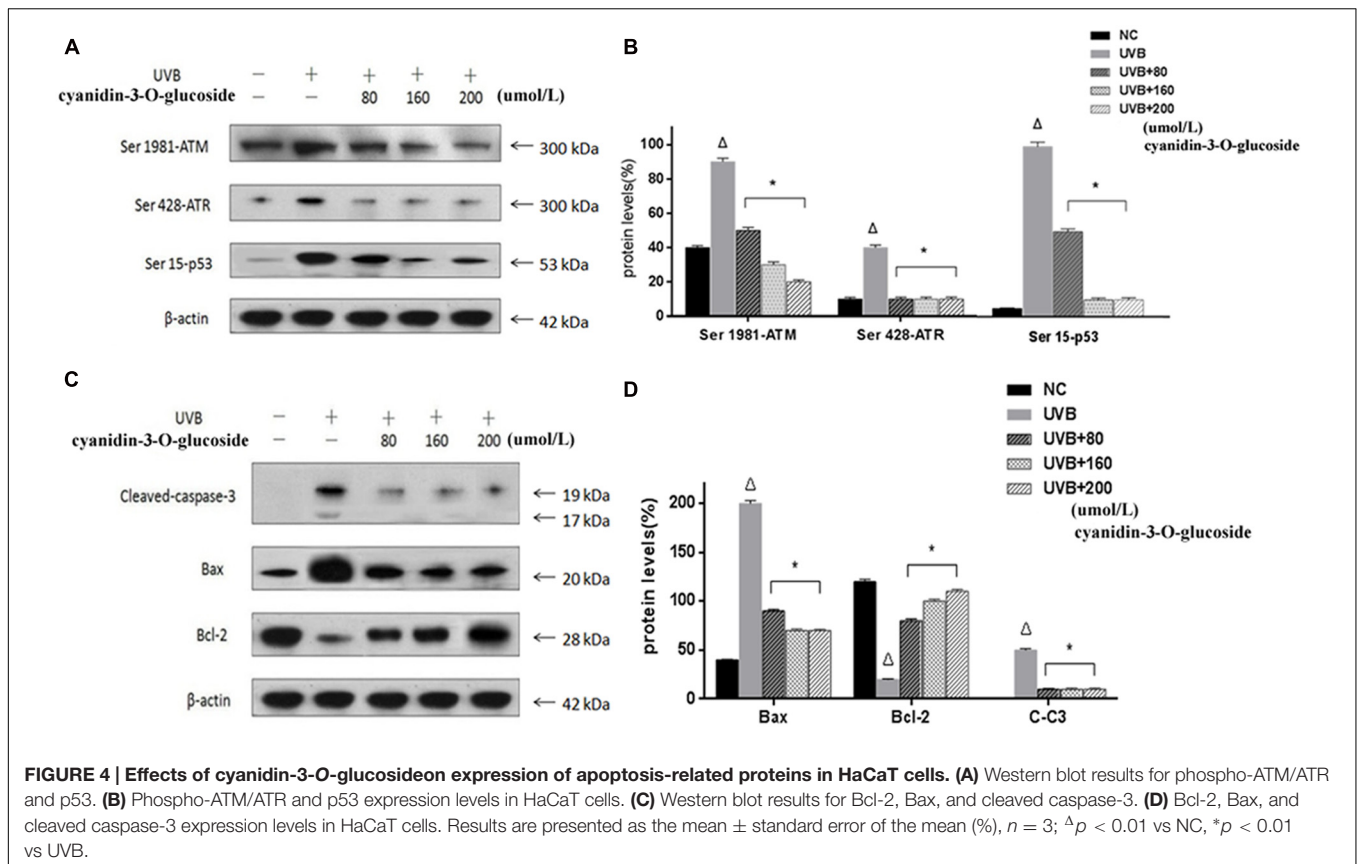 A
UVB − + + + +
cyanidin-3-O-glucoside − − 80 160 200 (umol/L)
Ser 1981-ATM ← 300 kDa
Ser 428-ATR ← 300 kDa
Ser 15-p53 ← 53 kDa
β-actin ← 42 kDa
B
NC
UVB
UVB+80
UVB+160
UVB+200
(umol/L)
cyanidin-3-O-glucoside
protein levels(%)
100
80
60
40
20
0
Δ
*
Δ
*
Δ
*
Ser 1981-ATM Ser 428-ATR Ser 15-p53
C
UVB − + + + +
cyanidin-3-O-glucoside − − 80 160 200 (umol/L)
Cleaved-caspase-3 ← 19 kDa
← 17 kDa
Bax ← 20 kDa
Bcl-2 ← 28 kDa
β-actin ← 42 kDa
D
NC
UVB
UVB+80
UVB+160
UVB+200
(umol/L)
cyanidin-3-O-glucoside
protein levels(%)
200
150
100
50
0
Δ
*
Δ
*
Δ
*
Bax Bcl-2 C-C3
FIGURE 4 | Effects of cyanidin-3-O-glucosideon expression of apoptosis-related proteins in HaCaT cells. (A) Western blot results for phospho-ATM/ATR
and p53. (B) Phospho-ATM/ATR and p53 expression levels in HaCaT cells. (C) Western blot results for Bcl-2, Bax, and cleaved caspase-3. (D) Bcl-2, Bax, and
cleaved caspase-3 expression levels in HaCaT cells. Results are presented as the mean ± standard error of the mean (%), n = 3; Δp < 0.01 vs NC, *p < 0.01
vs UVB.